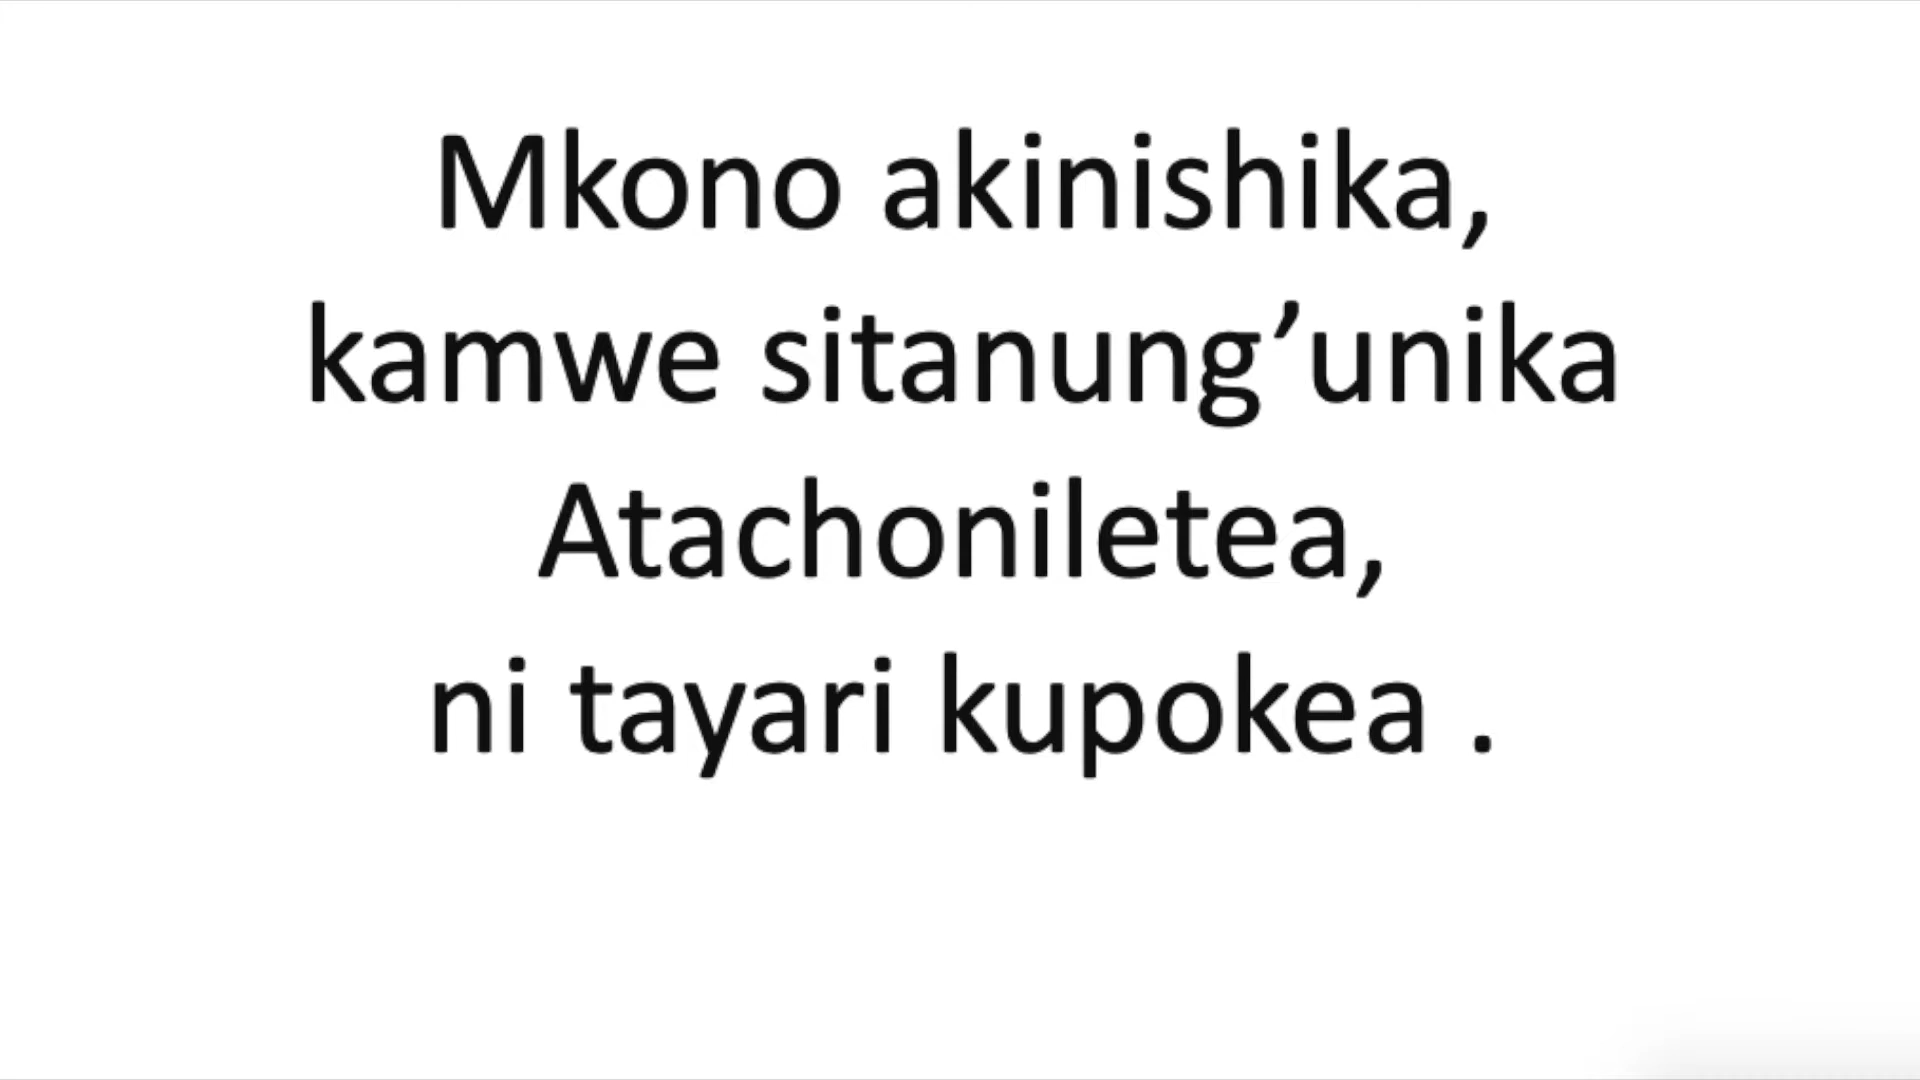 Mkono akinishika,
kamwe sitanung’unika
Atachoniletea,
ni tayari kupokea .